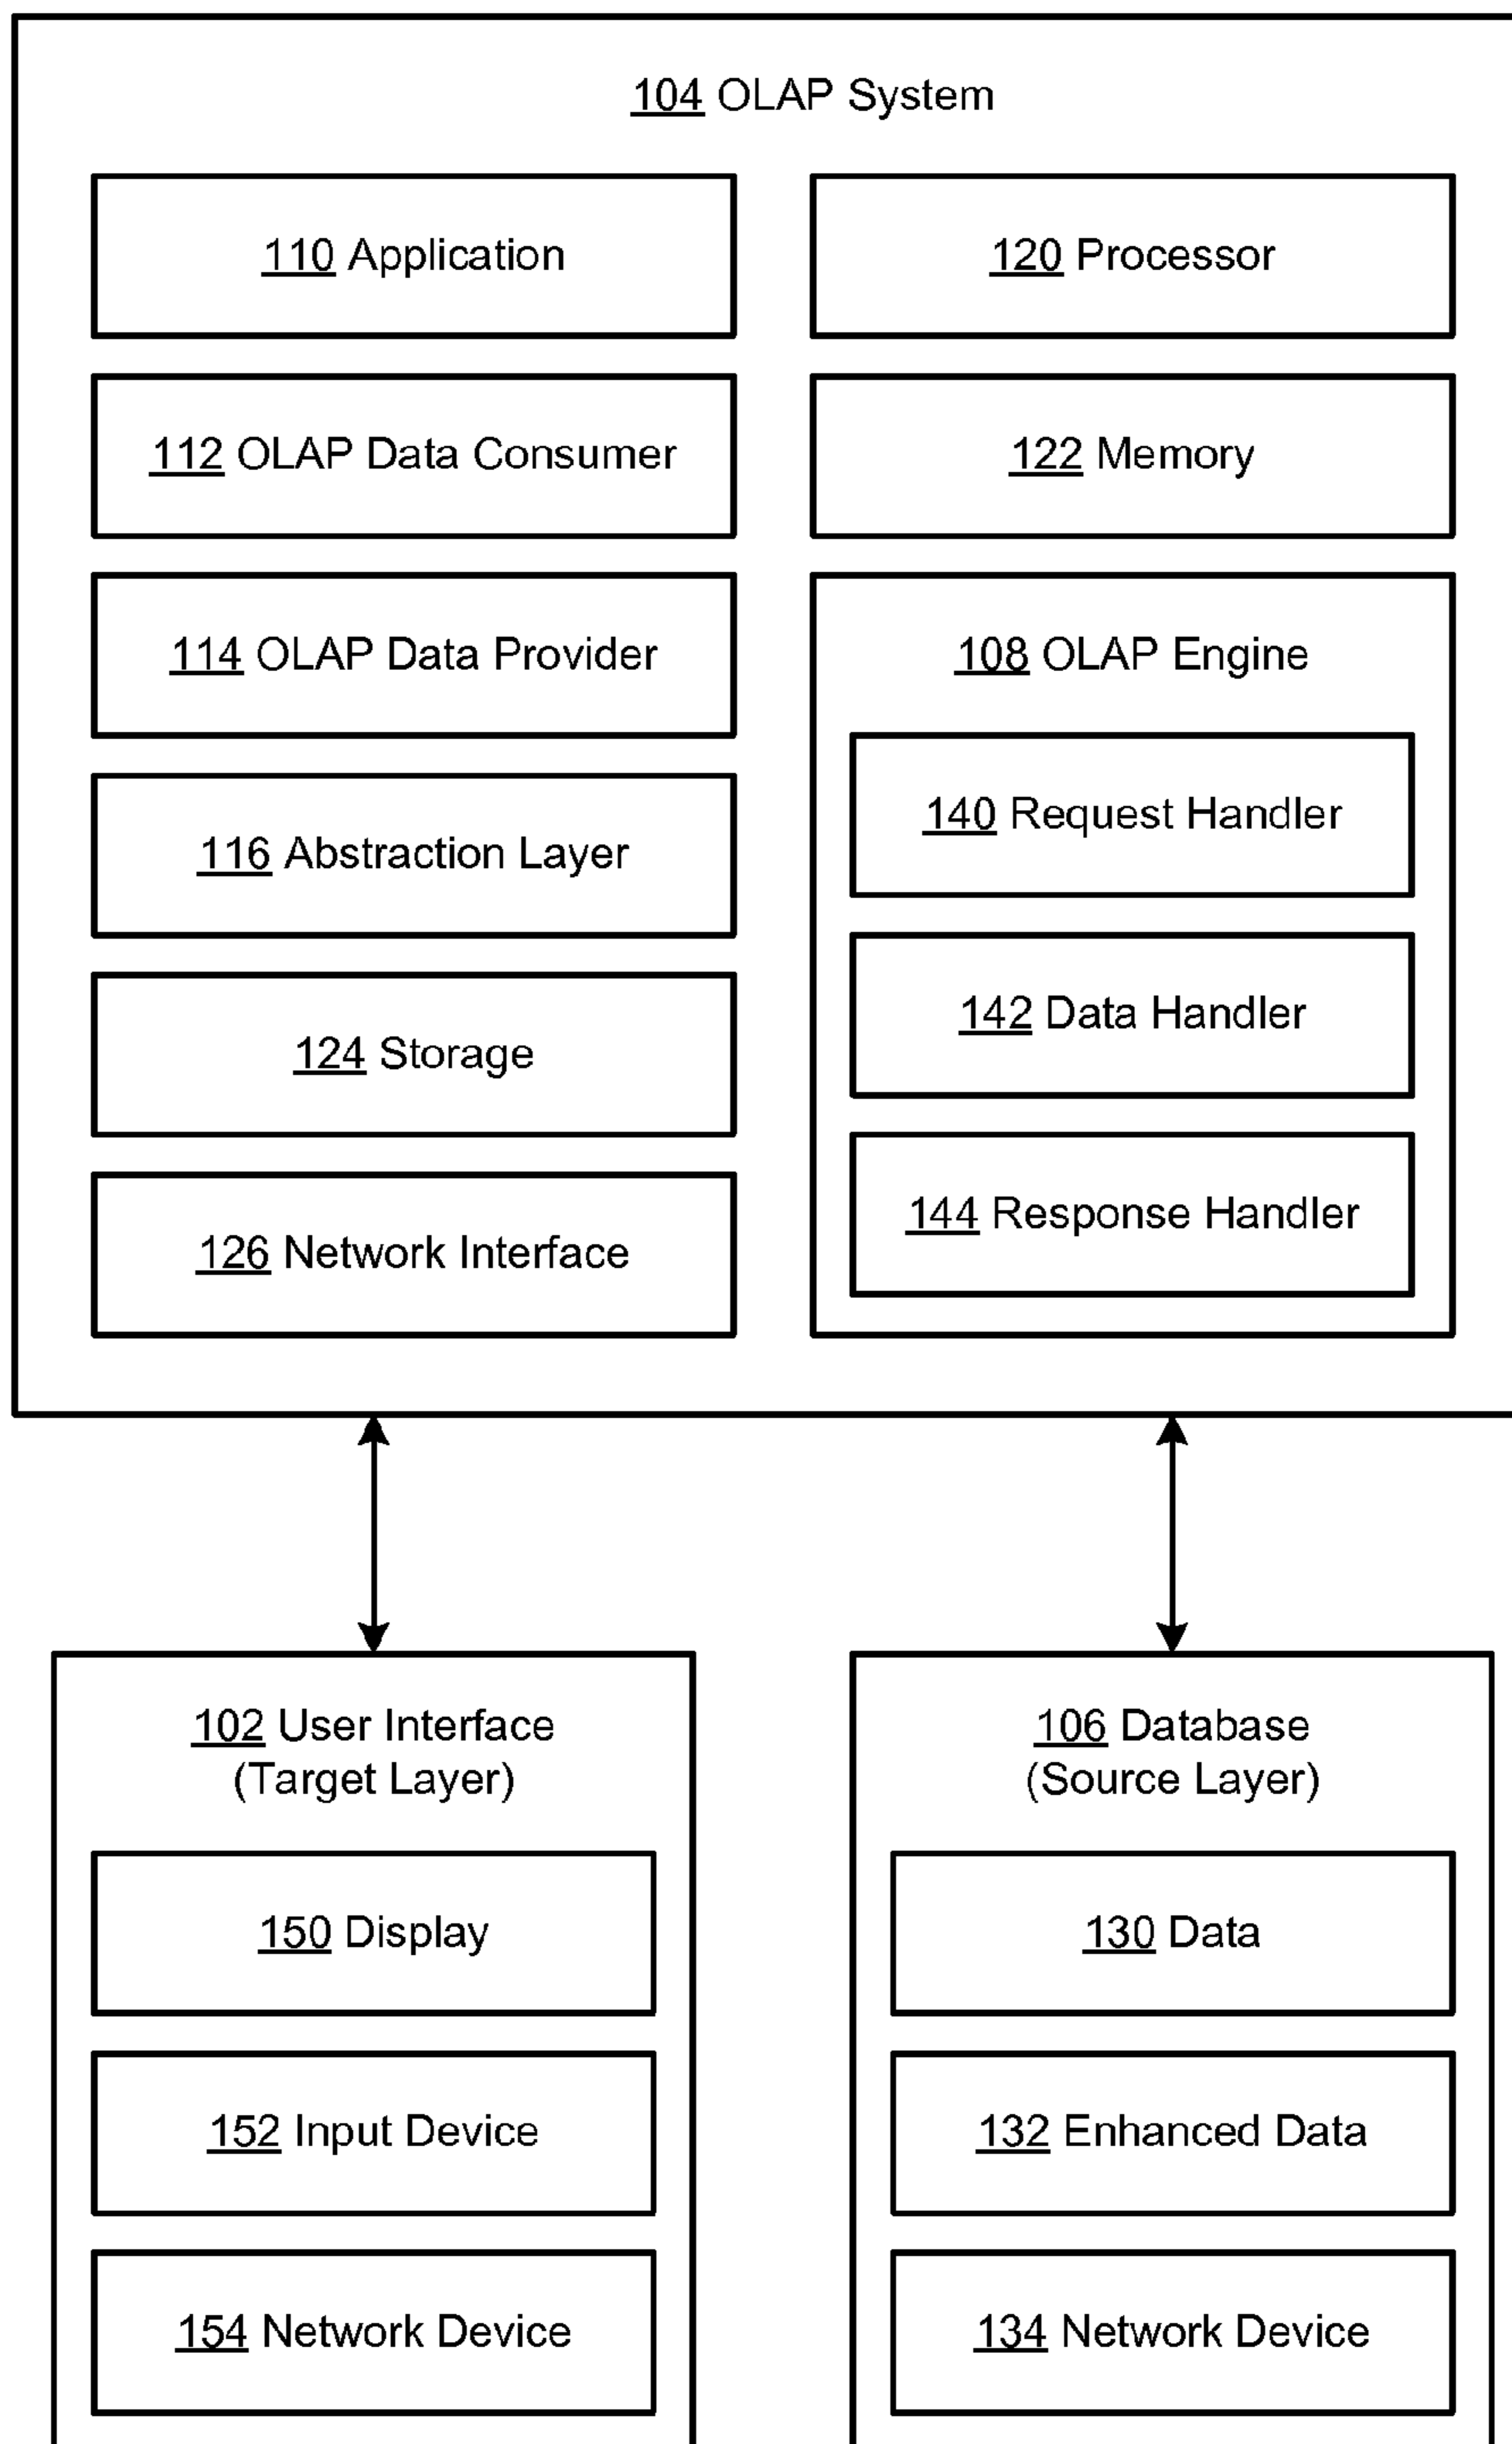 104 OLAP System
110 Application
112 OLAP Data Consumer
114 OLAP Data Provider
116 Abstraction Layer
124 Storage
126 Network Interface
120 Processor
122 Memory
108 OLAP Engine
140 Request Handler
142 Data Handler
144 Response Handler
102 User Interface
(Target Layer)
150 Display
152 Input Device
154 Network Device
106 Database
(Source Layer)
130 Data
132 Enhanced Data
134 Network Device